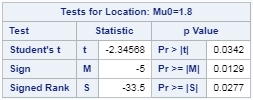 Tests for Location: Mu0=1.8
Test Statistic p Value
Student's t t -2.34568 Pr > |t| 0.0342
Sign M -5 Pr >= |M| 0.0129
Signed Rank S -33.5 Pr >= |S| 0.0277